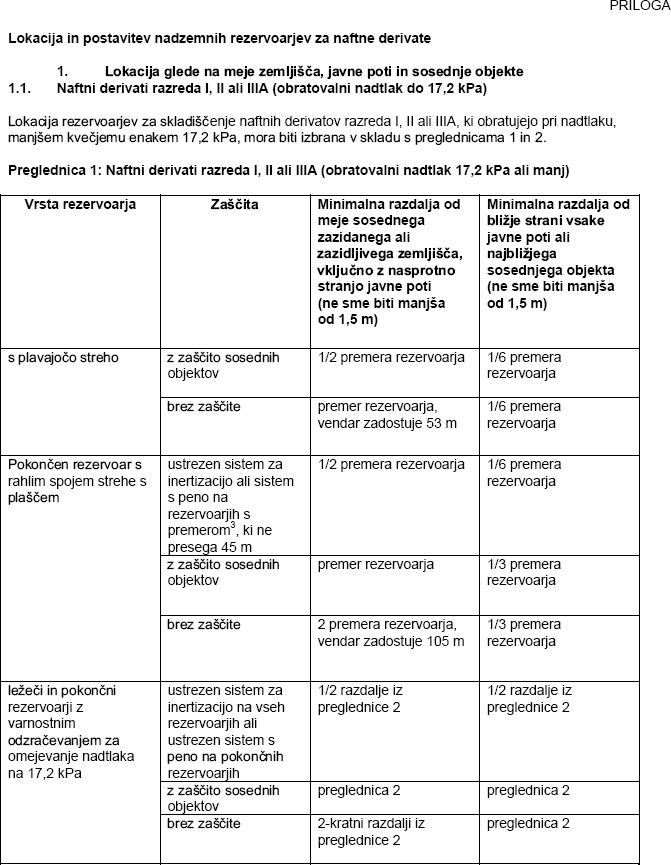 PRILOGA
Lokacija in postavitev nadzemnih rezervoarjev za naftne derivate
1. Lokacija glede na meje zemljišča, javne poti in sosednje objekte
1.1. Naftni derivati razreda I, II ali IIIA (obratovalni nadtlak do 17,2 kPa)
Lokacija rezervoarjev za skladiščenje naftnih derivatov razreda I, II ali IIIA, ki obratujejo pri nadtlaku,
manjšem kvečjemu enakem 17,2 kPa, mora biti izbrana v skladu s preglednicama 1 in 2.
Preglednica 1: Naftni derivati razreda I, II ali IIIA (obratovalni nadtlak 17,2 kPa ali manj)
Vrsta rezervoarja
Zaščita
Minimalna razdalja od
meje sosednega
zazidanega ali
zazidljivega zemljišča,
vključno z nasprotno
stranjo javne poti
(ne sme biti manjša
od 1,5 m)
Minimalna razdalja od
bližje strani vsake
javne poti ali
najbližjega
sosednjega objekta
(ne sme biti manjša
od 1,5 m)
s plavajočo streho
z zaščito sosednih
objektov
1/2 premera rezervoarja
1/6 premera
rezervoarja
brez zaščite
premer rezervoarja,
vendar zadostuje 53 m
1/6 premera
rezervoarja
Pokončen rezervoar s
rahlim spojem strehe s
plaščem
ustrezen sistem za
inertizacijo ali sistem
s peno na
rezervoarjih s
premerom³, ki ne
presega 45 m
1/2 premera rezervoarja
1/6 premera
rezervoarja
z zaščito sosednih
objektov
premer rezervoarja
1/3 premera
rezervoarja
brez zaščite
2 premera rezervoarja,
vendar zadostuje 105 m
1/3 premera
rezervoarja
ležeči in pokončni
rezervoarji z
varnostnim
odzračevanjem za
omejevanje nadtlaka
na 17,2 kPa
ustrezen sistem za
inertizacijo na vseh
rezervoarjih ali
ustrezen sistem s
peno na pokončnih
rezervoarjih
1/2 razdalje iz
preglednice 2
1/2 razdalje iz
preglednice 2
z zaščito sosednih
objektov
preglednica 2
preglednica 2
brez zaščite
2-kratni razdalji iz
preglednice 2
preglednica 2